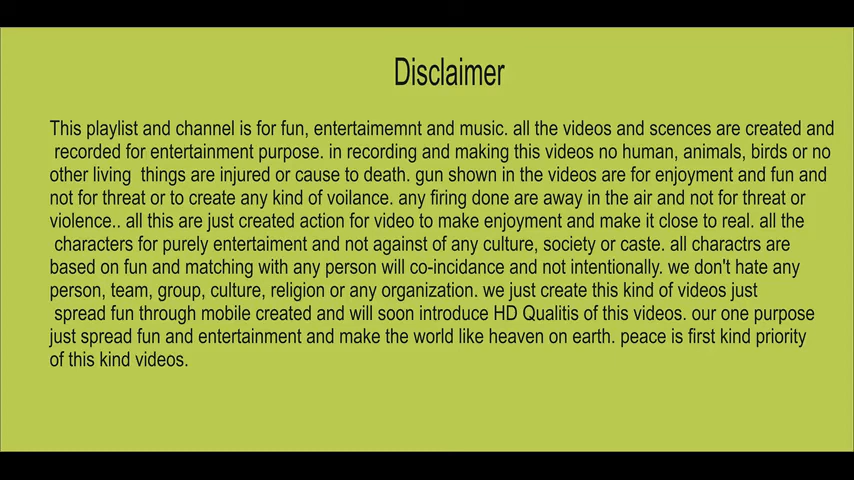 Disclaimer
This playlist and channel is for fun, entertaimemnt and music. all the videos and scences are created and
recorded for entertainment purpose. in recording and making this videos no human, animals, birds or no
other living things are injured or cause to death. gun shown in the videos are for enjoyment and fun and
not for threat or to create any kind of voilance. any firing done are away in the air and not for threat or
violence.. all this are just created action for video to make enjoyment and make it close to real. all the
characters for purely entertaiment and not against of any culture, society or caste. all charactrs are
based on fun and matching with any person will co-incidance and not intentionally. we don't hate any
person, team, group, culture, religion or any organization. we just create this kind of videos just
spread fun through mobile created and will soon introduce HD Qualitis of this videos. our one purpose
just spread fun and entertainment and make the world like heaven on earth. peace is first kind priority
of this kind videos.